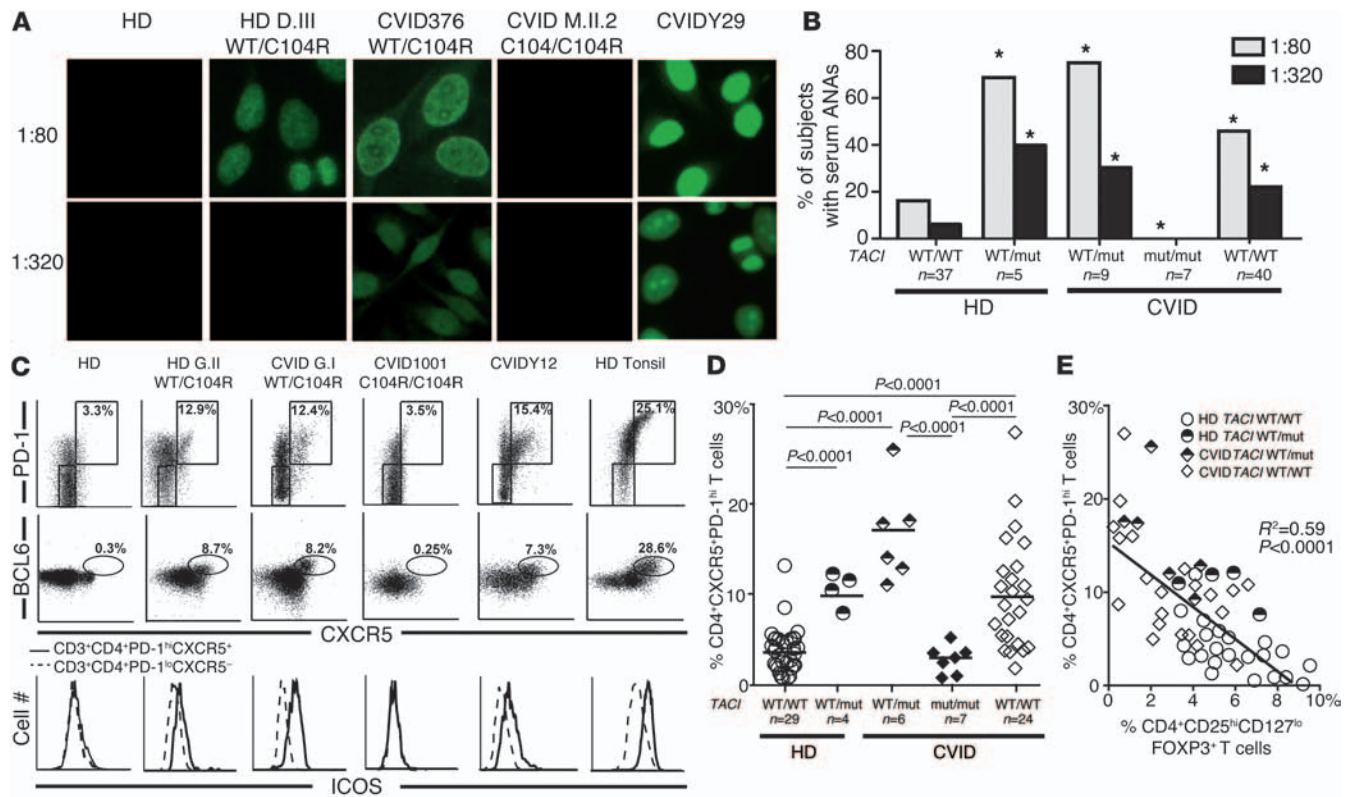 A
HD
HD D.III
WT/C104R
CVID376
WT/C104R
CVID M.II.2
C104/C104R
CVIDY29
1:80
1:320
B
% of subjects
with serum ANAs
80
60
40
20
0
1:80
1:320
* * * * * * *
TACI
WT/WT WT/mut WT/mut mut/mut WT/WT
n=37 n=5 n=9 n=7 n=40
HD CVID
C
HD
HD G.II
WT/C104R
CVID G.I
WT/C104R
CVID1001
C104R/C104R
CVIDY12
HD Tonsil
PD-1
3.3% 12.9% 12.4% 3.5% 15.4% 25.1%
BCL6
0.3% 8.7% 8.2% 0.25% 7.3% 28.6%
CXCR5
CD3+CD4+PD-1hiCXCR5+
CD3+CD4+PD-1loCXCR5−
Cell #
ICOS
D
% CD4+CXCR5+PD-1hi T cells
30%
20
10
0
P<0.0001
P<0.0001
P<0.0001
P<0.0001
P<0.0001
TACI
WT/WT WT/mut WT/mut mut/mut WT/WT
n=29 n=4 n=6 n=7 n=24
HD CVID
E
% CD4+CXCR5+PD-1hi T cells
30%
20
10
0
HD TACI WT/WT
HD TACI WT/mut
CVID TACI WT/mut
CVID TACI WT/WT
R2=0.59
P<0.0001
0 2 4 6 8 10%
% CD4+CD25hiCD127lo
FOXP3+ T cells